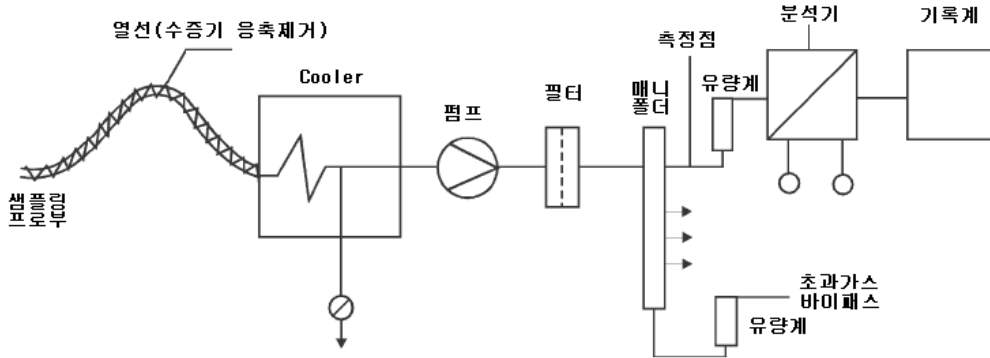 열선(수증기 응축제거)
Cooler
펌프
필터
매니
폴더
측정점
유량계
분석기
기록계
샘플링
프로부
초과가스
바이패스
유량계